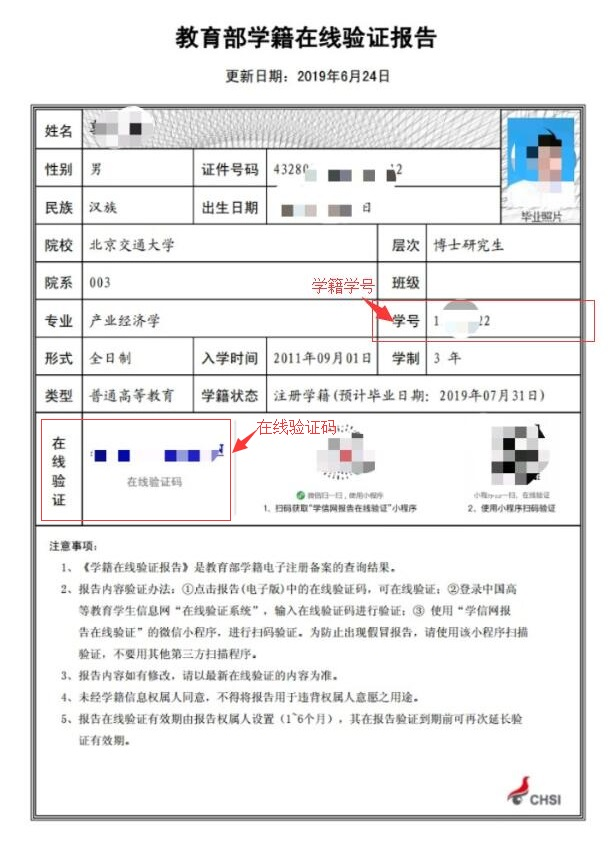 教育部学籍在线验证报告
更新日期：2019年6月24日
姓名
性别 男 证件号码 43280 12
民族 汉族 出生日期 日
毕业照片
院校 北京交通大学 层次 博士研究生
院系 003 班级
学籍学号
专业 产业经济学 学号 1 22
形式 全日制 入学时间 2011年09月01日 学制 3 年
类型 普通高等教育 学籍状态 注册学籍(预计毕业日期：2019年07月31日)
在线验证码
在线验证
在线验证码
微信扫一扫，使用小程序
1、扫码获取“学信网报告在线验证”小程序
小程序扫一扫，在线验证
2、使用小程序扫码验证
注意事项：
1、《学籍在线验证报告》是教育部学籍电子注册备案的查询结果。
2、报告内容验证办法：①点击报告(电子版)中的在线验证码，可在线验证；②登录中国高
等教育学生信息网“在线验证系统”，输入在线验证码进行验证；③ 使用“学信网报
告在线验证”的微信小程序，进行扫码验证。为防止出现假冒报告，请使用该小程序扫描
验证，不要用其他第三方扫描程序。
3、报告内容如有修改，请以最新在线验证的内容为准。
4、未经学籍信息权属人同意，不得将报告用于违背权属人意愿之用途。
5、报告在线验证有效期由报告权属人设置（1~6个月），其在报告验证到期前可再次延长验
证有效期。
CHSI